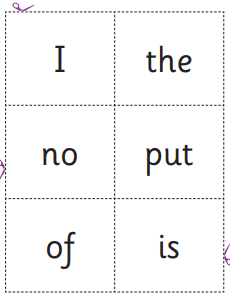 I the
no put
of is